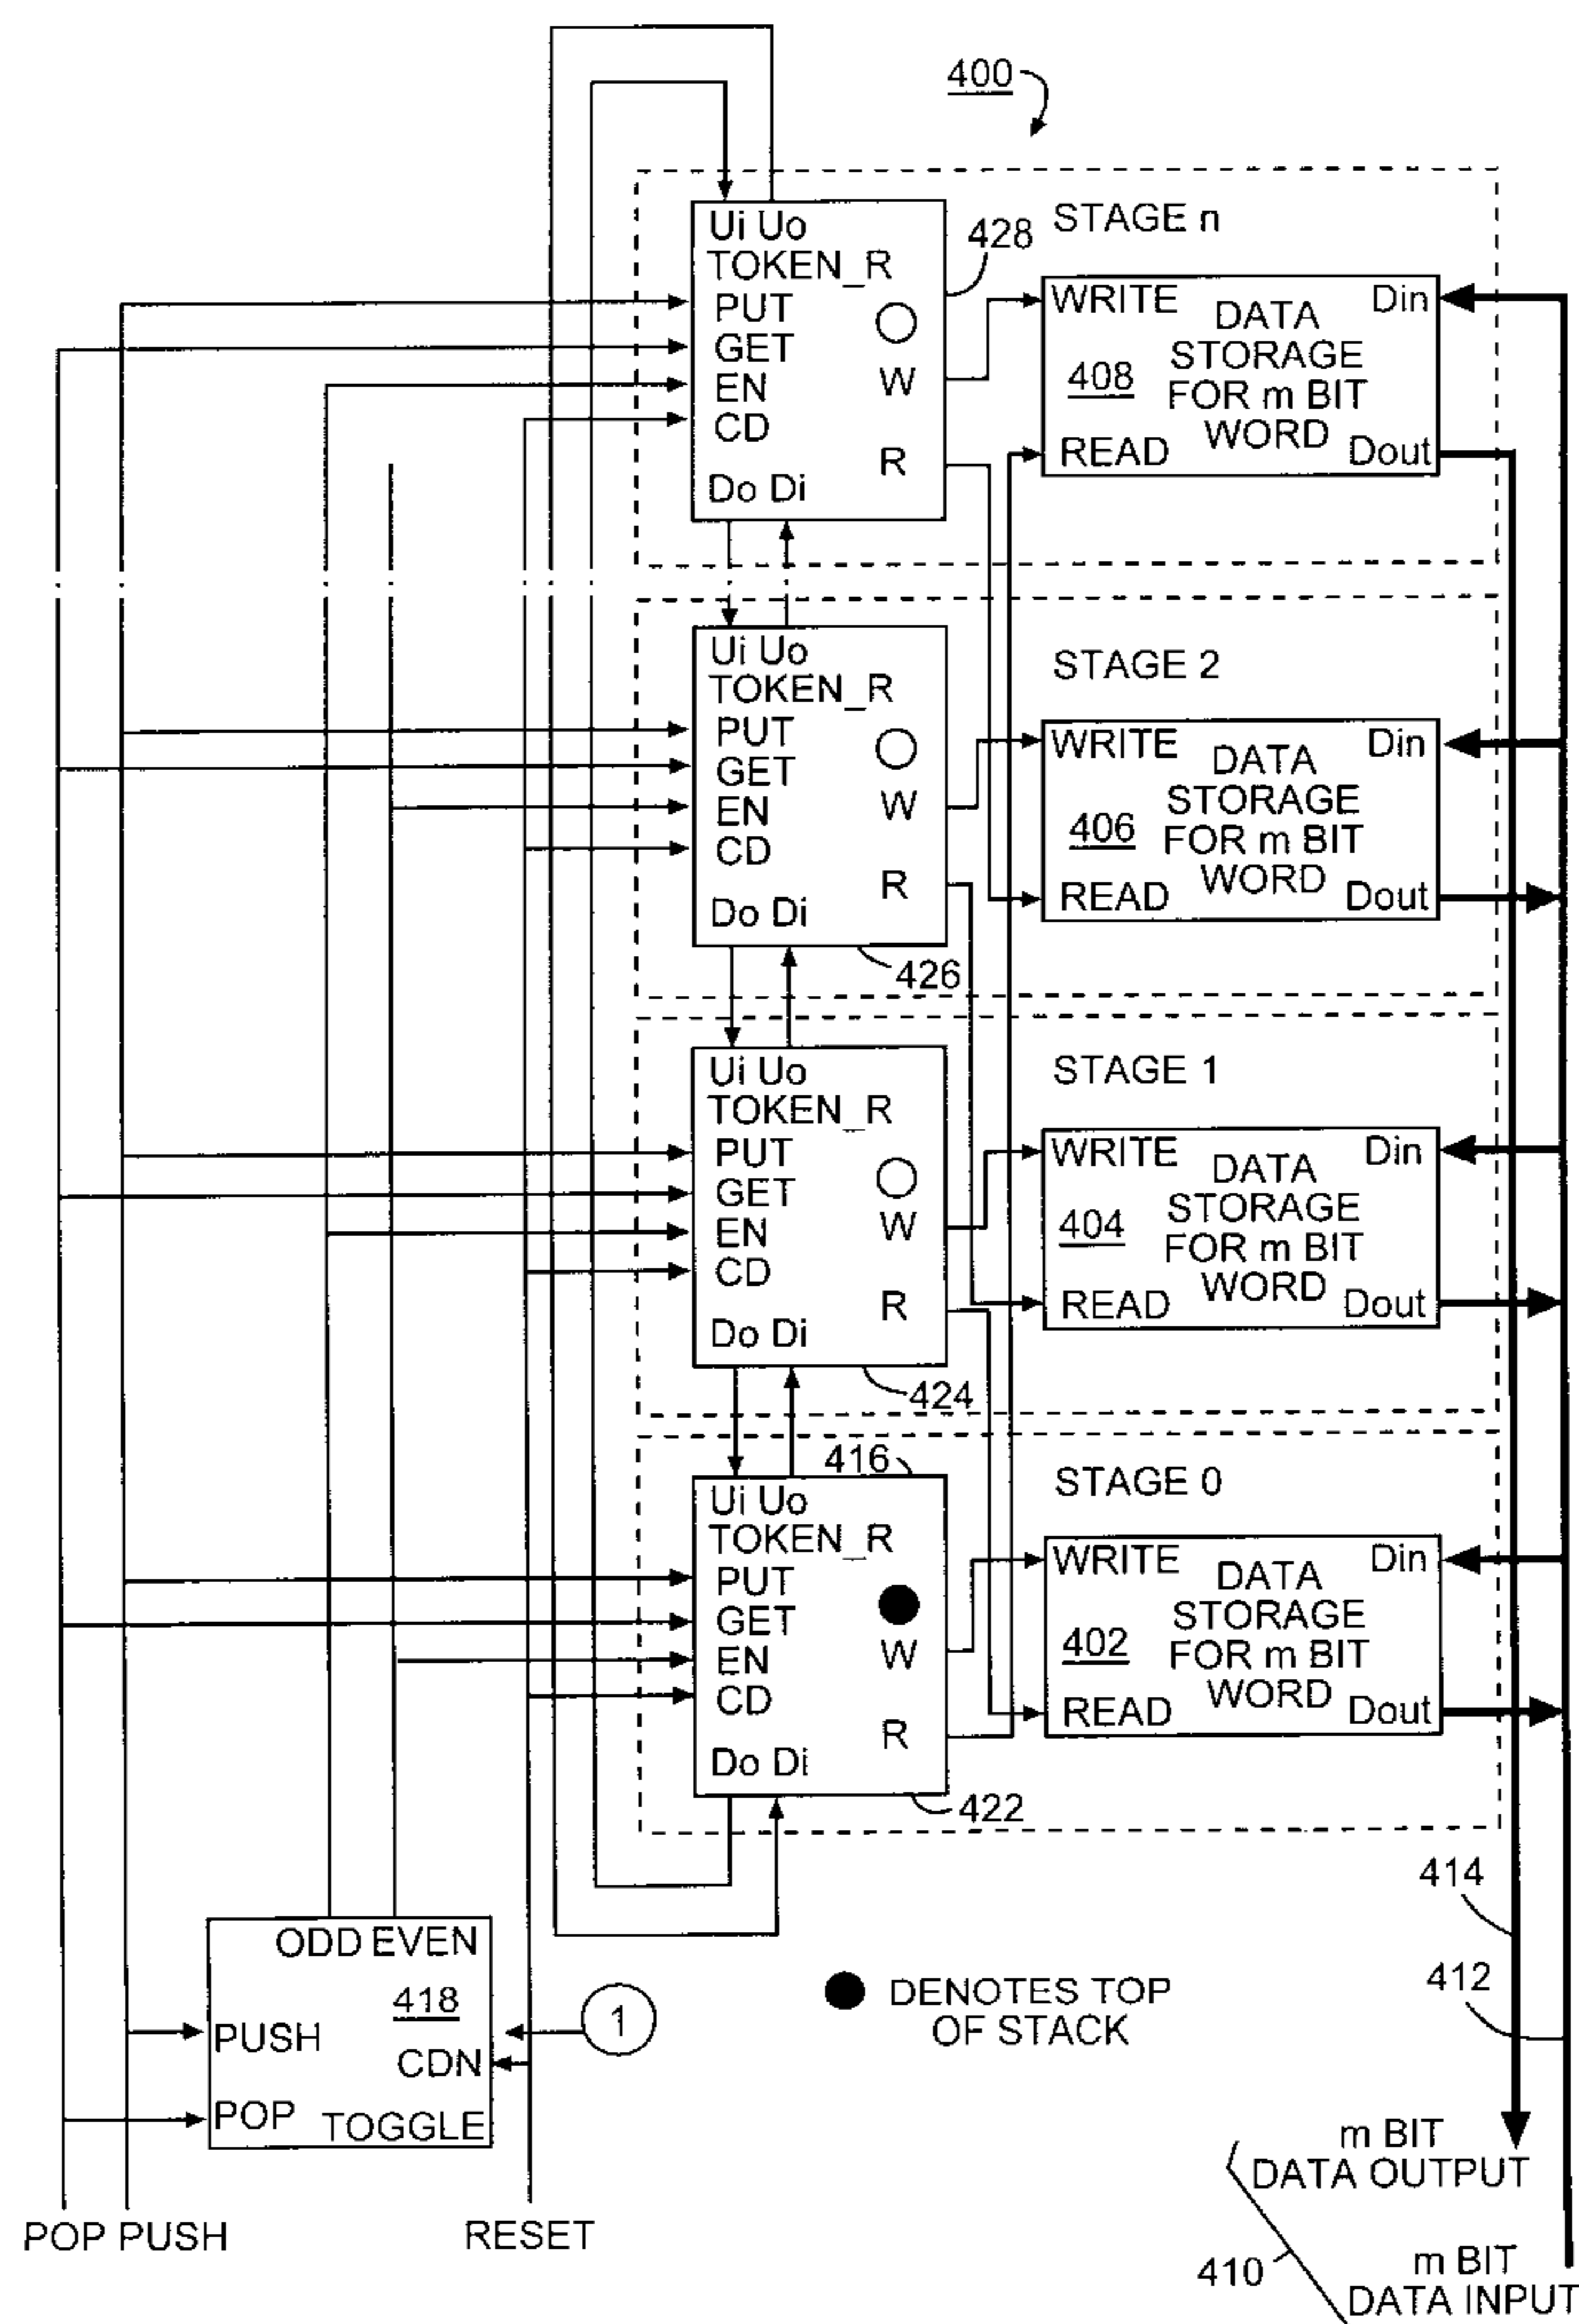 400
STAGE n
Ui Uo
TOKEN_R
PUT
GET
EN
CD
W
R
Do Di
428
WRITE
Din
DATA
STORAGE
FOR m BIT
WORD
408
READ
Dout
STAGE 2
Ui Uo
TOKEN_R
PUT
GET
EN
CD
W
R
Do Di
426
WRITE
Din
DATA
STORAGE
FOR m BIT
WORD
406
READ
Dout
STAGE 1
Ui Uo
TOKEN_R
PUT
GET
EN
CD
W
R
Do Di
424
WRITE
Din
DATA
STORAGE
FOR m BIT
WORD
404
READ
Dout
416
STAGE 0
Ui Uo
TOKEN_R
PUT
GET
EN
CD
W
R
Do Di
422
WRITE
Din
DATA
STORAGE
FOR m BIT
WORD
402
READ
Dout
414
412
ODD EVEN
418
PUSH
CDN
POP
TOGGLE
1
DENOTES TOP
OF STACK
POP PUSH
RESET
m BIT
DATA OUTPUT
410
m BIT
DATA INPUT